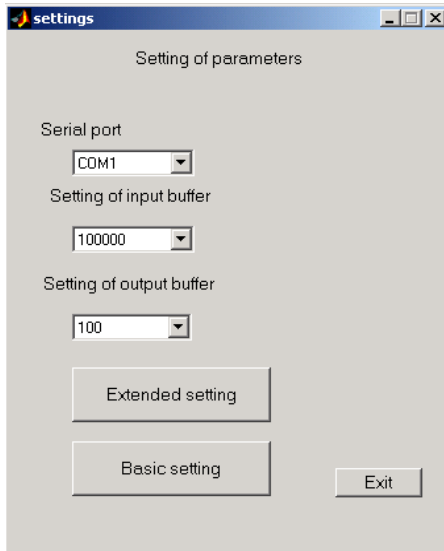 settings
Setting of parameters
Serial port
COM1
Setting of input buffer
100000
Setting of output buffer
100
Extended setting
Basic setting
Exit